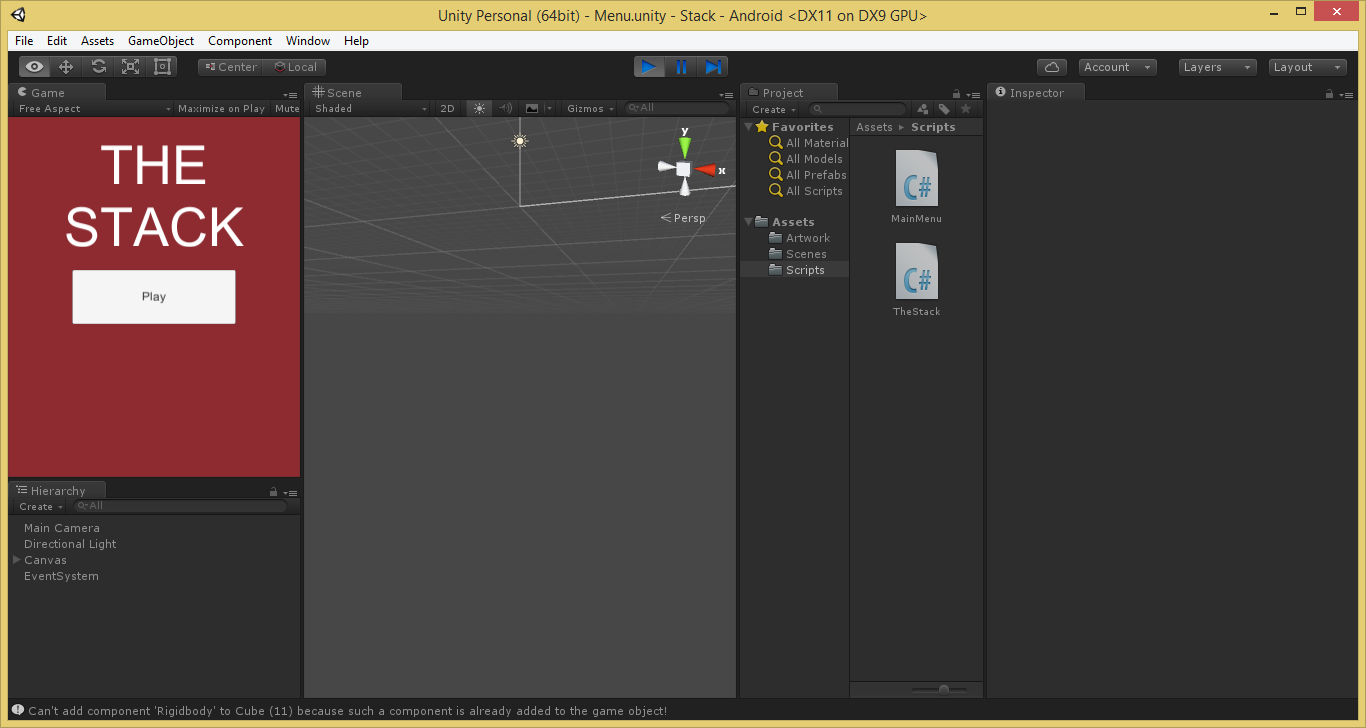 Unity Personal (64bit) - Menu.unity - Stack - Android <DX11 on DX9 GPU>
File Edit Assets GameObject Component Window Help
Center Local Account Layers Layout
Game
Free Aspect Maximize on Play Mute
THE
STACK
Play
Scene
Shaded 2D Gizmos All
y
x
Persp
Project
Create
Favorites
All Material
All Models
All Prefabs
All Scripts
Assets
Artwork
Scenes
Scripts
Assets Scripts
C#
MainMenu
C#
TheStack
Inspector
Hierarchy
Create All
Main Camera
Directional Light
Canvas
EventSystem
Can't add component 'Rigidbody' to Cube (11) because such a component is already added to the game object!